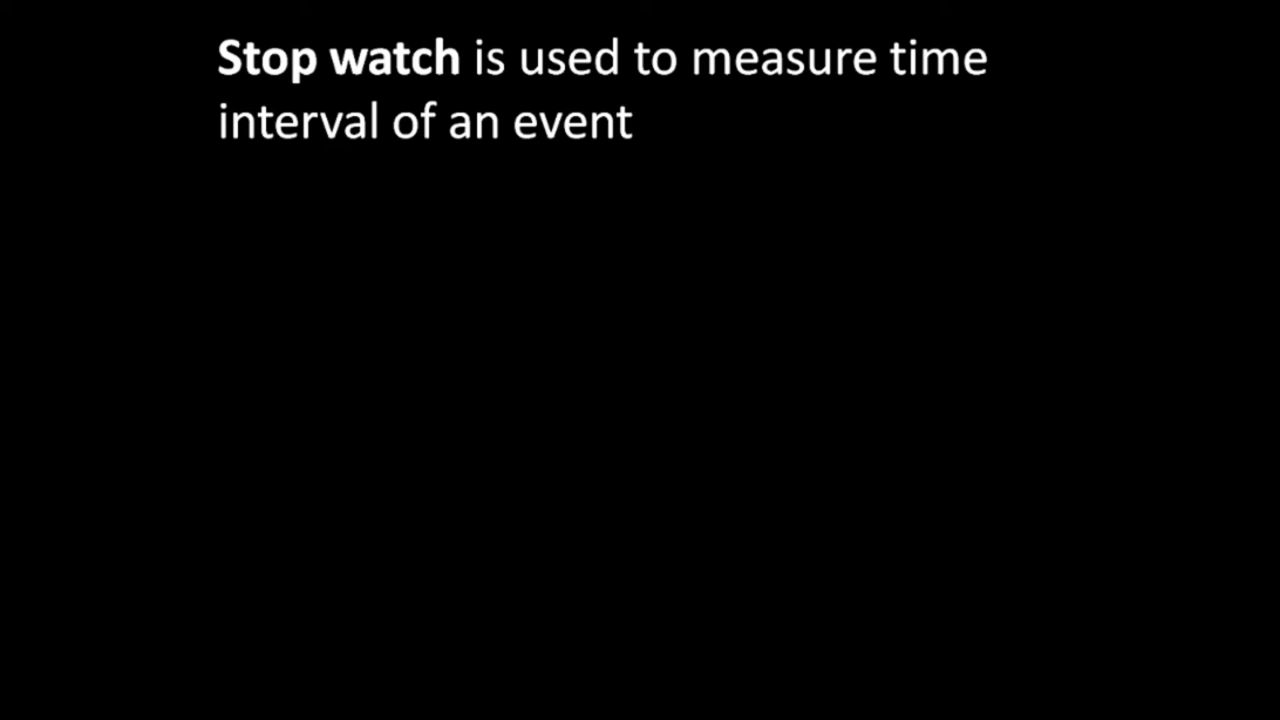 Stop watch is used to measure time
interval of an event